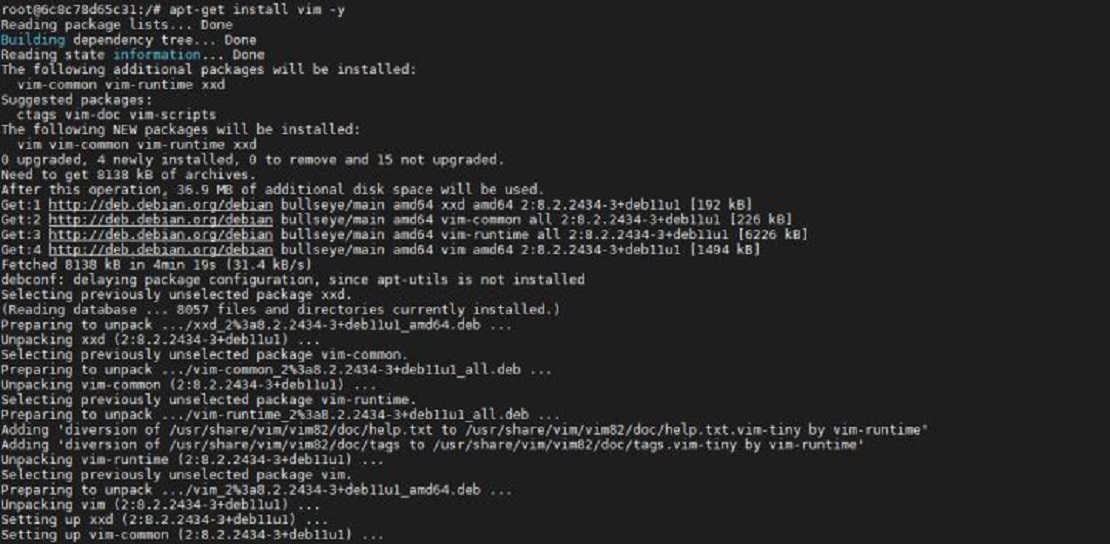 root@6c8c78d65c31:/# apt-get install vim -y
Reading package lists... Done
Building dependency tree... Done
Reading state information... Done
The following additional packages will be installed:
  vim-common vim-runtime xxd
Suggested packages:
  ctags vim-doc vim-scripts
The following NEW packages will be installed:
  vim vim-common vim-runtime xxd
0 upgraded, 4 newly installed, 0 to remove and 15 not upgraded.
Need to get 8138 kB of archives.
After this operation, 36.9 MB of additional disk space will be used.
Get:1 http://deb.debian.org/debian bullseye/main amd64 xxd amd64 2:8.2.2434-3+deb11u1 [192 kB]
Get:2 http://deb.debian.org/debian bullseye/main amd64 vim-common all 2:8.2.2434-3+deb11u1 [226 kB]
Get:3 http://deb.debian.org/debian bullseye/main amd64 vim-runtime all 2:8.2.2434-3+deb11u1 [6226 kB]
Get:4 http://deb.debian.org/debian bullseye/main amd64 vim amd64 2:8.2.2434-3+deb11u1 [1494 kB]
Fetched 8138 kB in 4min 19s (31.4 kB/s)
debconf: delaying package configuration, since apt-utils is not installed
Selecting previously unselected package xxd.
(Reading database ... 8057 files and directories currently installed.)
Preparing to unpack .../xxd_2%3a8.2.2434-3+deb11u1_amd64.deb ...
Unpacking xxd (2:8.2.2434-3+deb11u1) ...
Selecting previously unselected package vim-common.
Preparing to unpack .../vim-common_2%3a8.2.2434-3+deb11u1_all.deb ...
Unpacking vim-common (2:8.2.2434-3+deb11u1) ...
Selecting previously unselected package vim-runtime.
Preparing to unpack .../vim-runtime_2%3a8.2.2434-3+deb11u1_all.deb ...
Adding 'diversion of /usr/share/vim/vim82/doc/help.txt to /usr/share/vim/vim82/doc/help.txt.vim-tiny by vim-runtime'
Adding 'diversion of /usr/share/vim/vim82/doc/tags to /usr/share/vim/vim82/doc/tags.vim-tiny by vim-runtime'
Unpacking vim-runtime (2:8.2.2434-3+deb11u1) ...
Selecting previously unselected package vim.
Preparing to unpack .../vim_2%3a8.2.2434-3+deb11u1_amd64.deb ...
Unpacking vim (2:8.2.2434-3+deb11u1) ...
Setting up xxd (2:8.2.2434-3+deb11u1) ...
Setting up vim-common (2:8.2.2434-3+deb11u1) ...